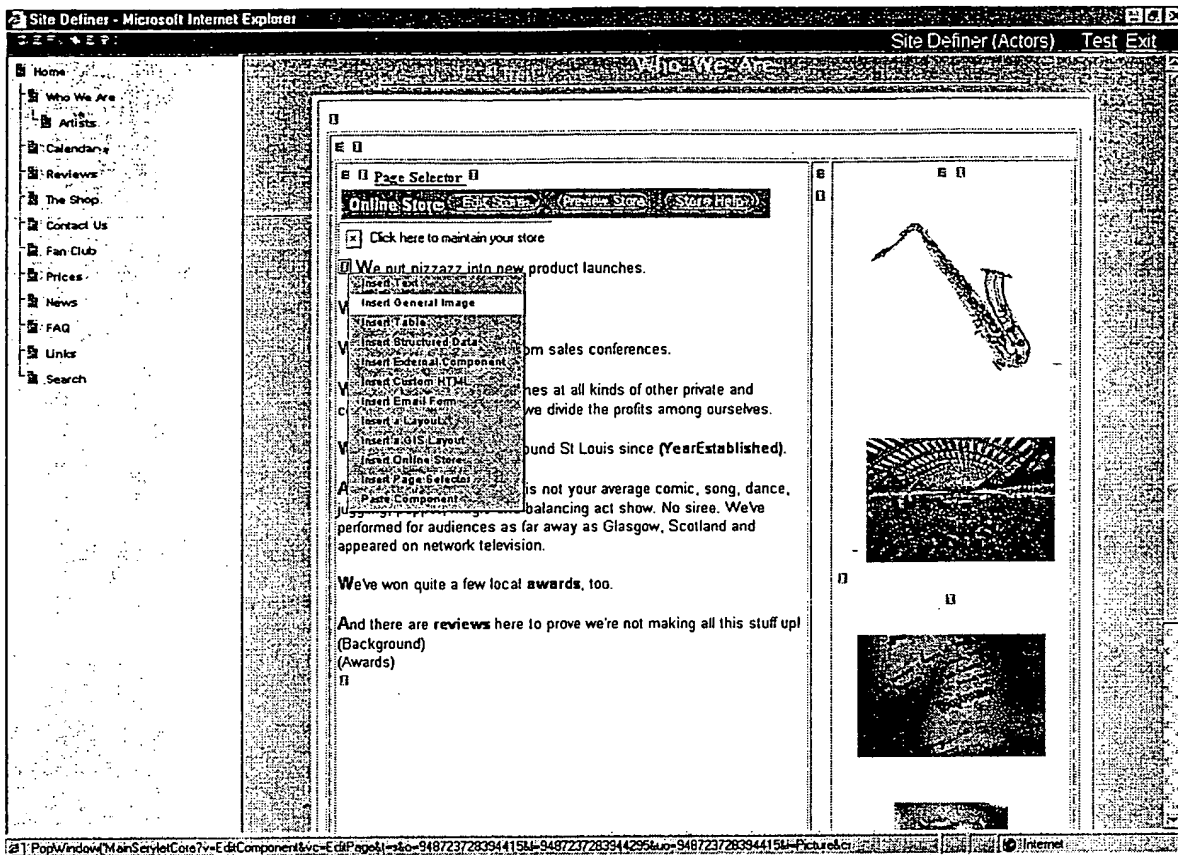 Site Definer - Microsoft Internet Explorer
Site Definer (Actors) Test Exit
Home
Who We Are
Artists
Calendar
Reviews
The Shop
Contact Us
Fan Club
Prices
News
FAQ
Links
Search
Who We Are
Page Selector
Online Store Edit Store Preview Store Store Help
Click here to maintain your store
We put pizzazz into new product launches.
Insert Text
Insert General Image
Insert Table
Insert Structured Data
Insert External Component
Insert Custom HTML
Insert Email Form
Insert a Layout
Insert a GIS Layout
Insert Online Store
Insert Page Selector
Paste Component
om sales conferences.
hes at all kinds of other private and
we divide the profits among ourselves.
ound St Louis since (YearEstablished).
is not your average comic, song, dance,
balancing act show. No siree. We've
performed for audiences as far away as Glasgow, Scotland and
appeared on network television.
We've won quite a few local awards, too.
And there are reviews here to prove we're not making all this stuff up!
(Background)
(Awards)
Internet